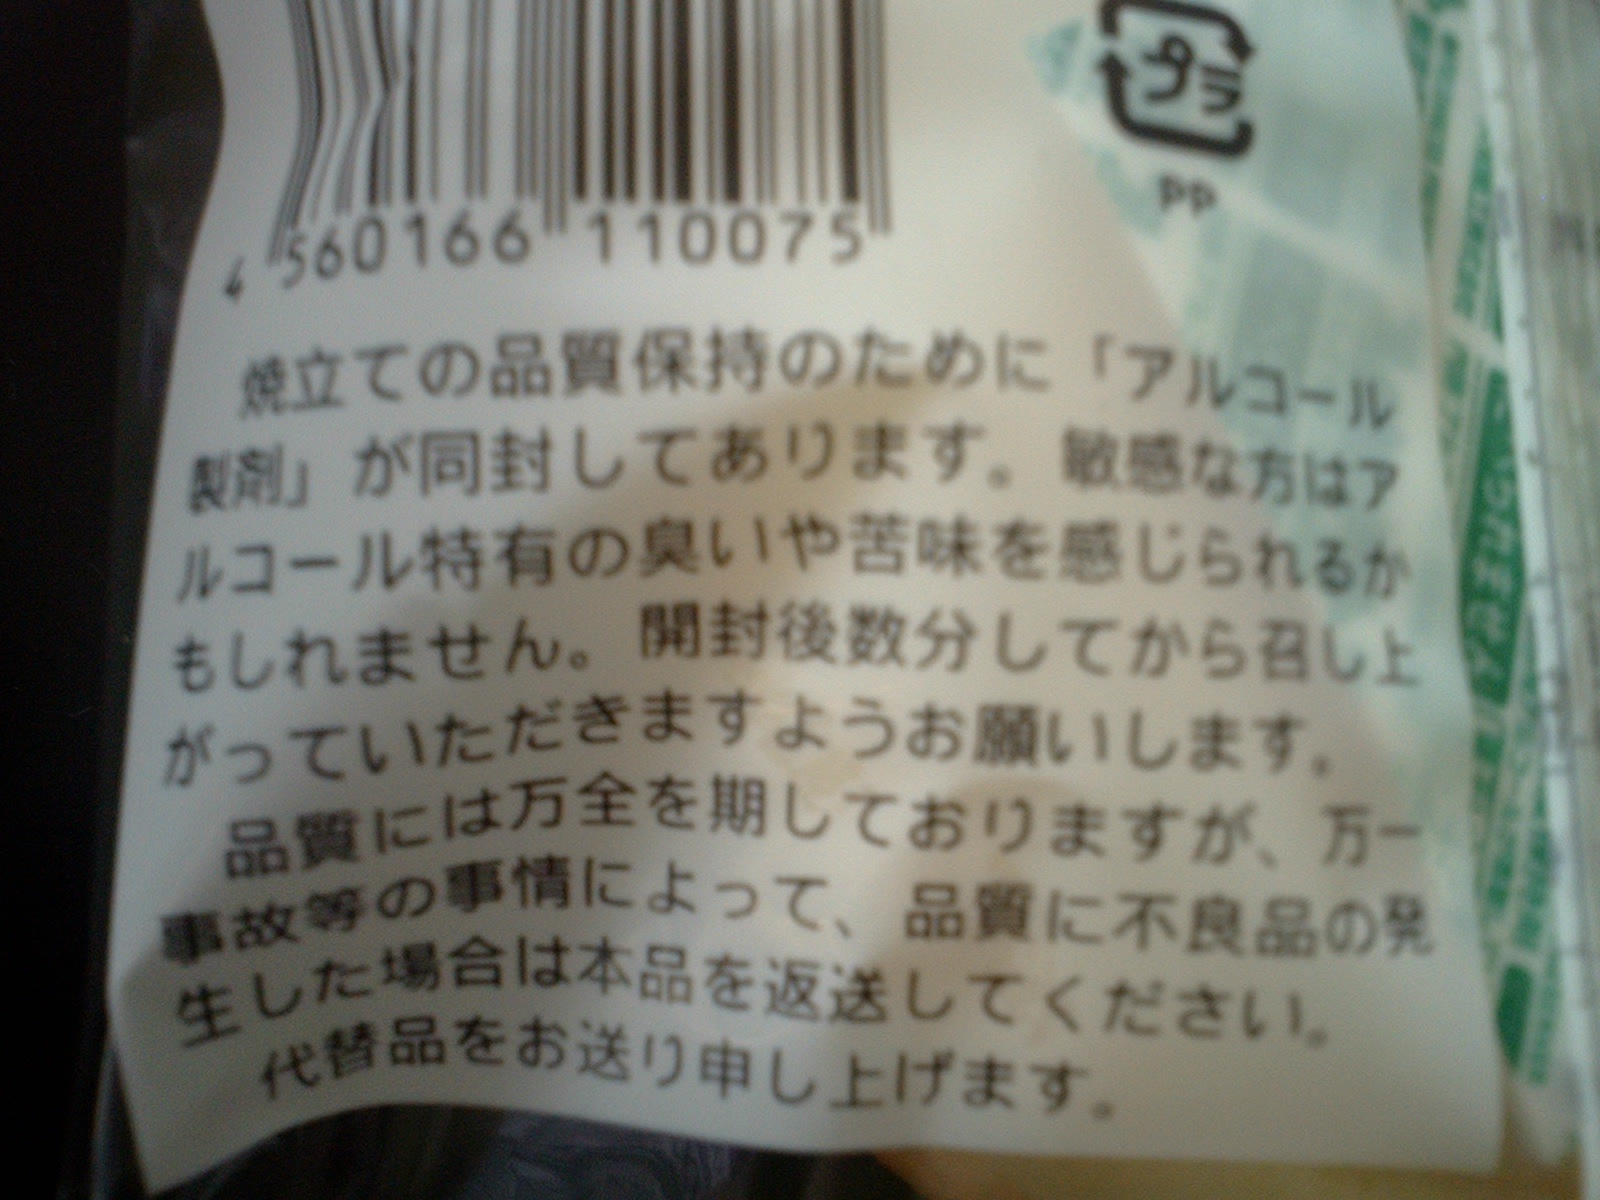 プラ
PP
4 560166 110075
焼立ての品質保持のために「アルコール
製剤」が同封してあります。敏感な方はア
ルコール特有の臭いや苦味を感じられるか
もしれません。開封後数分してから召し上
がっていただきますようお願いします。
品質には万全を期しておりますが、万一
事故等の事情によって、品質に不良品の発
生した場合は本品を返送してください。
代替品をお送り申し上げます。